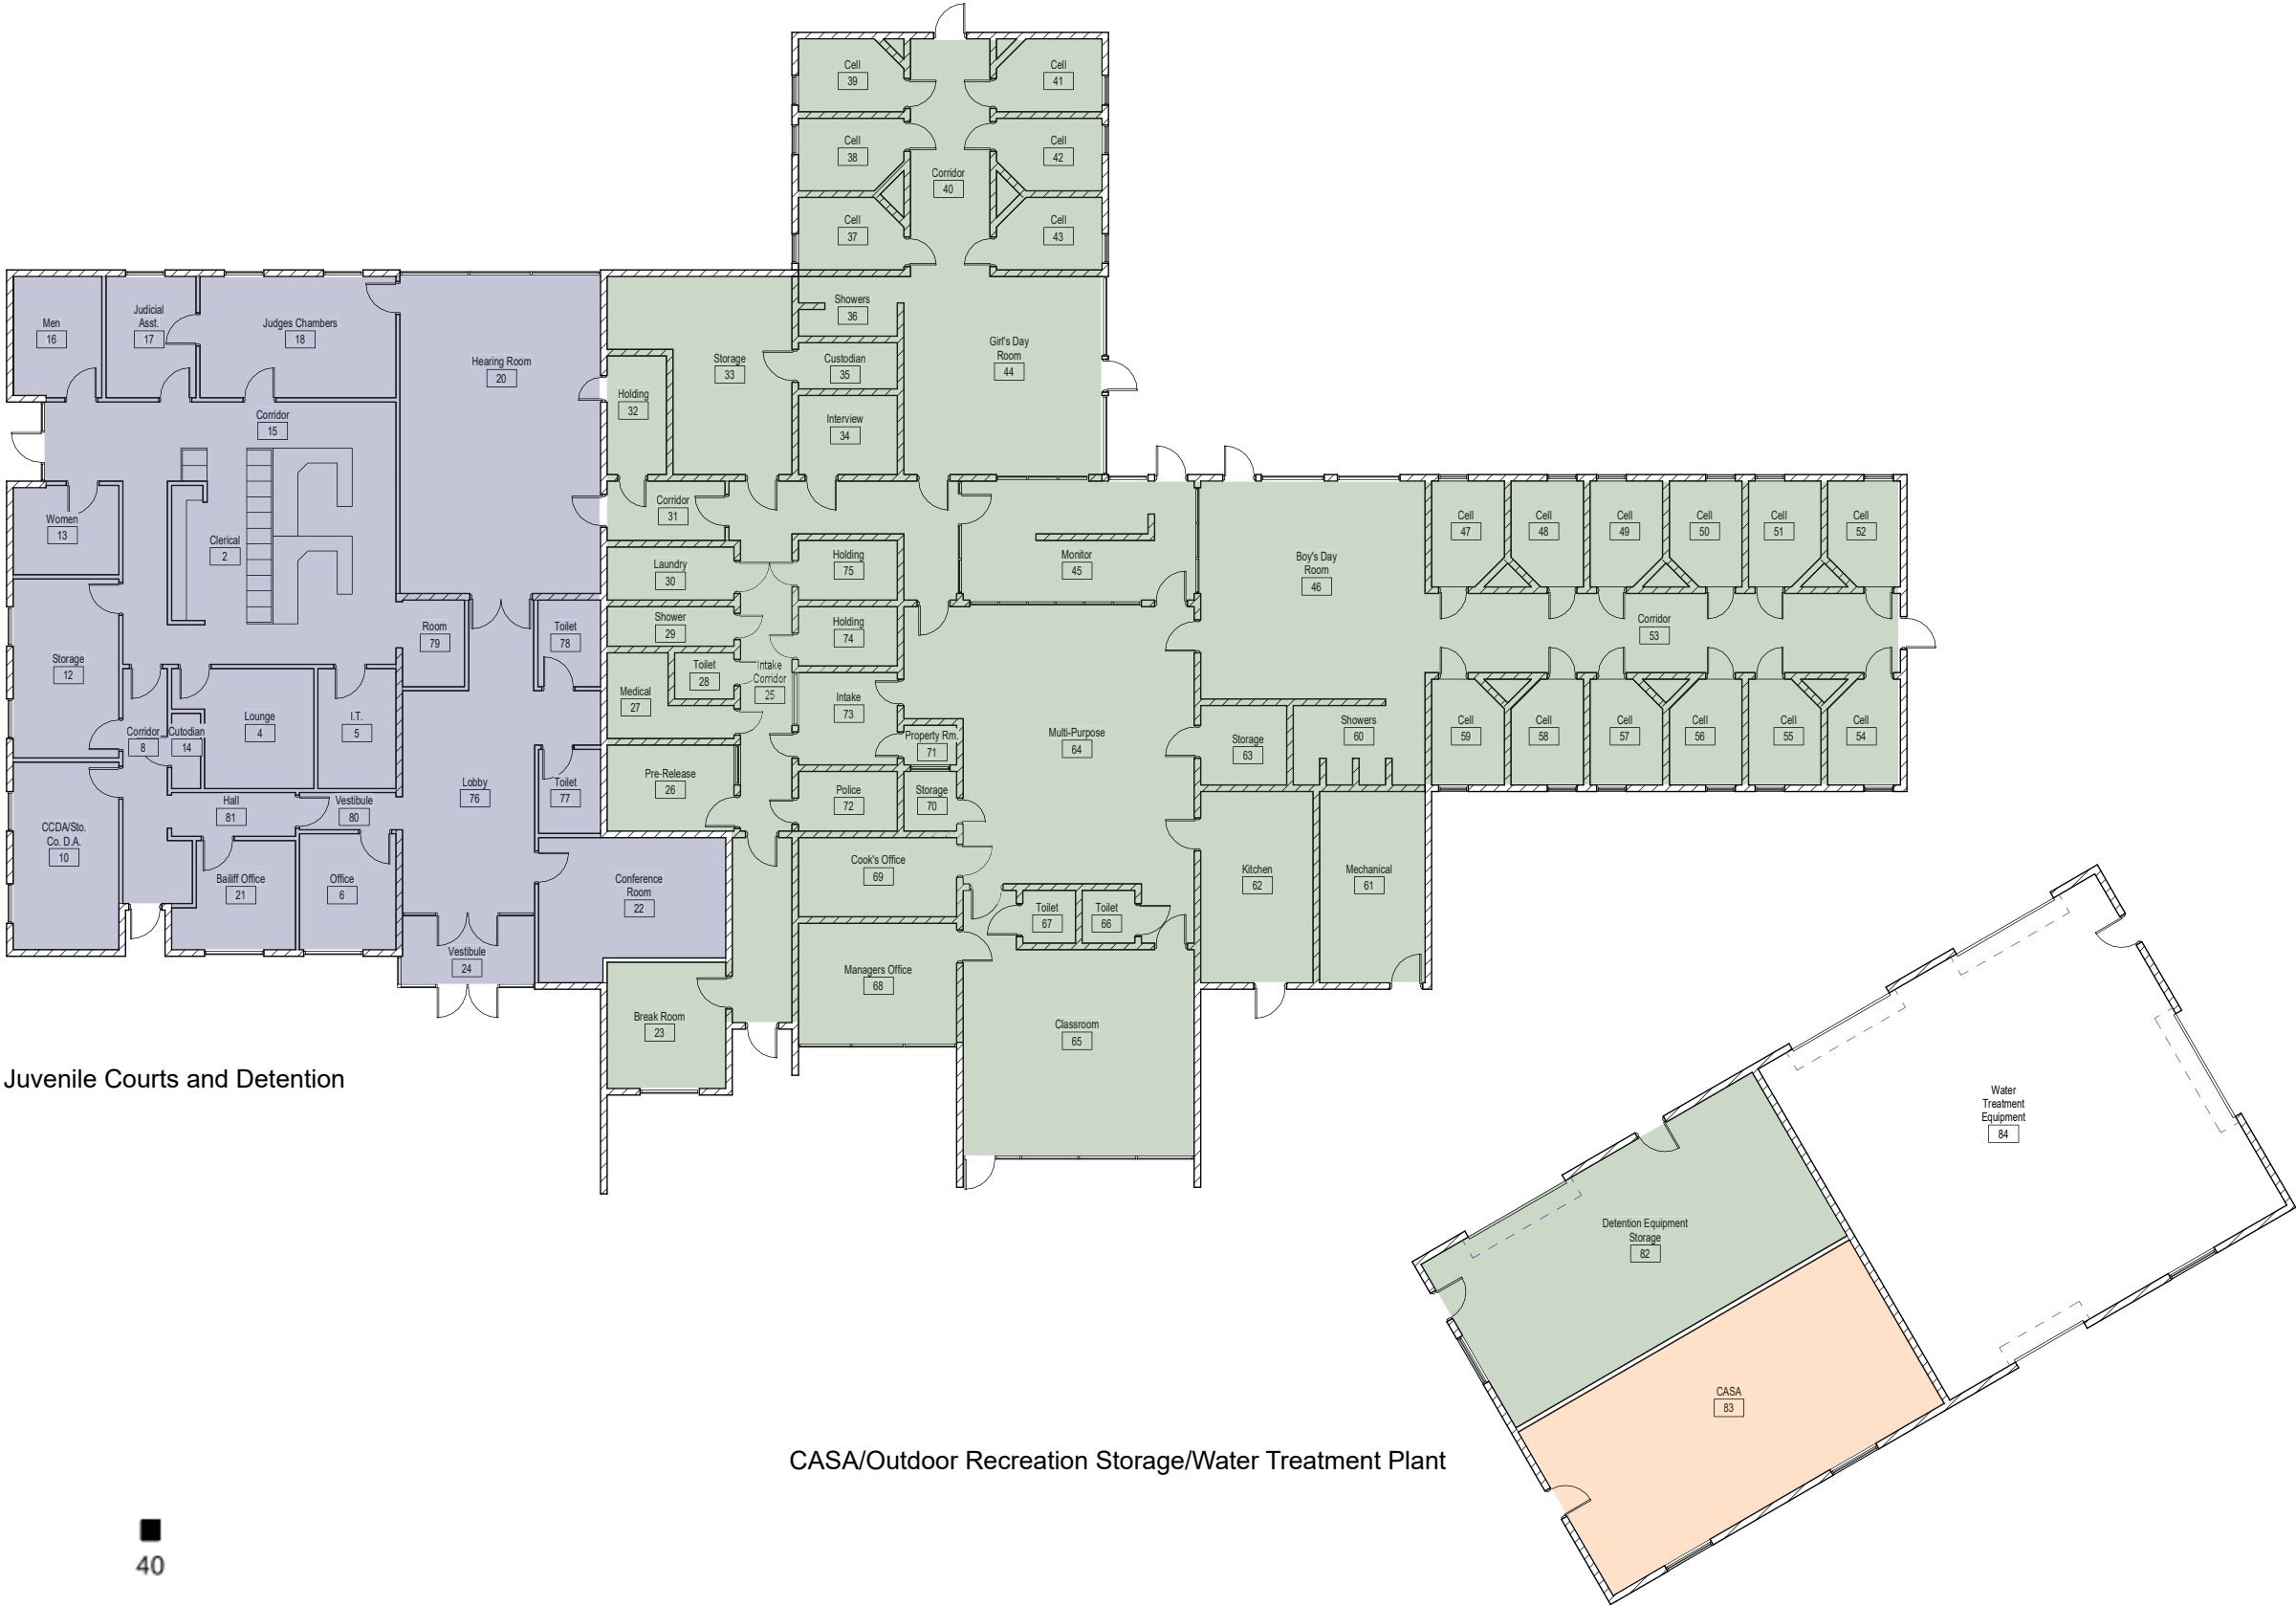 Cell
39
Cell
41
Cell
38
Cell
42
Corridor
40
Cell
37
Cell
43
Men
16
Judicial
Asst.
17
Judges Chambers
18
Hearing Room
20
Showers
36
Storage
33
Custodian
35
Girl's Day
Room
44
Holding
32
Interview
34
Corridor
15
Women
13
Clerical
2
Corridor
31
Laundry
30
Holding
75
Monitor
45
Boy's Day
Room
46
Cell
47
Cell
48
Cell
49
Cell
50
Cell
51
Cell
52
Corridor
53
Room
79
Toilet
78
Shower
29
Holding
74
Storage
12
Medical
27
Toilet
28
Intake
Corridor
25
Intake
73
Corridor
8
Cutodian
14
Lounge
4
I.T.
5
Property Rm.
71
Multi-Purpose
64
Storage
63
Showers
60
Cell
59
Cell
58
Cell
57
Cell
56
Cell
55
Cell
54
Lobby
76
Toilet
77
Pre-Release
26
Police
72
Storage
70
Hall
81
Vestibule
80
CCDA/Sto.
Co. D.A.
10
Bailiff Office
21
Office
6
Conference
Room
22
Cook's Office
69
Kitchen
62
Mechanical
61
Toilet
67
Toilet
66
Vestibule
24
Managers Office
68
Break Room
23
Classroom
65
Juvenile Courts and Detention
Water
Treatment
Equipment
84
Detention Equipment
Storage
82
CASA
83
CASA/Outdoor Recreation Storage/Water Treatment Plant
40